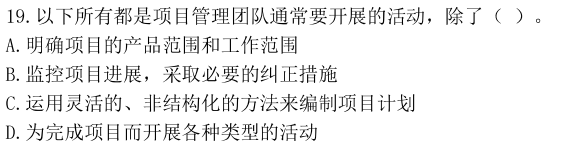 19.以下所有都是项目管理团队通常要开展的活动，除了（ ）。
A.明确项目的产品范围和工作范围
B.监控项目进展，采取必要的纠正措施
C.运用灵活的、非结构化的方法来编制项目计划
D.为完成项目而开展各种类型的活动